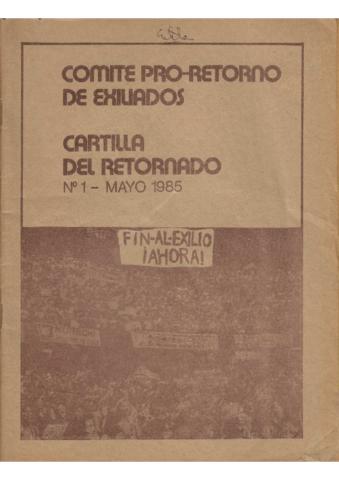 COMITE PRO-RETORNO
DE EXILIADOS
CARTILLA
DEL RETORNADO
Nº 1 - MAYO 1985
FIN-AL-EXILIO
¡AHORA!